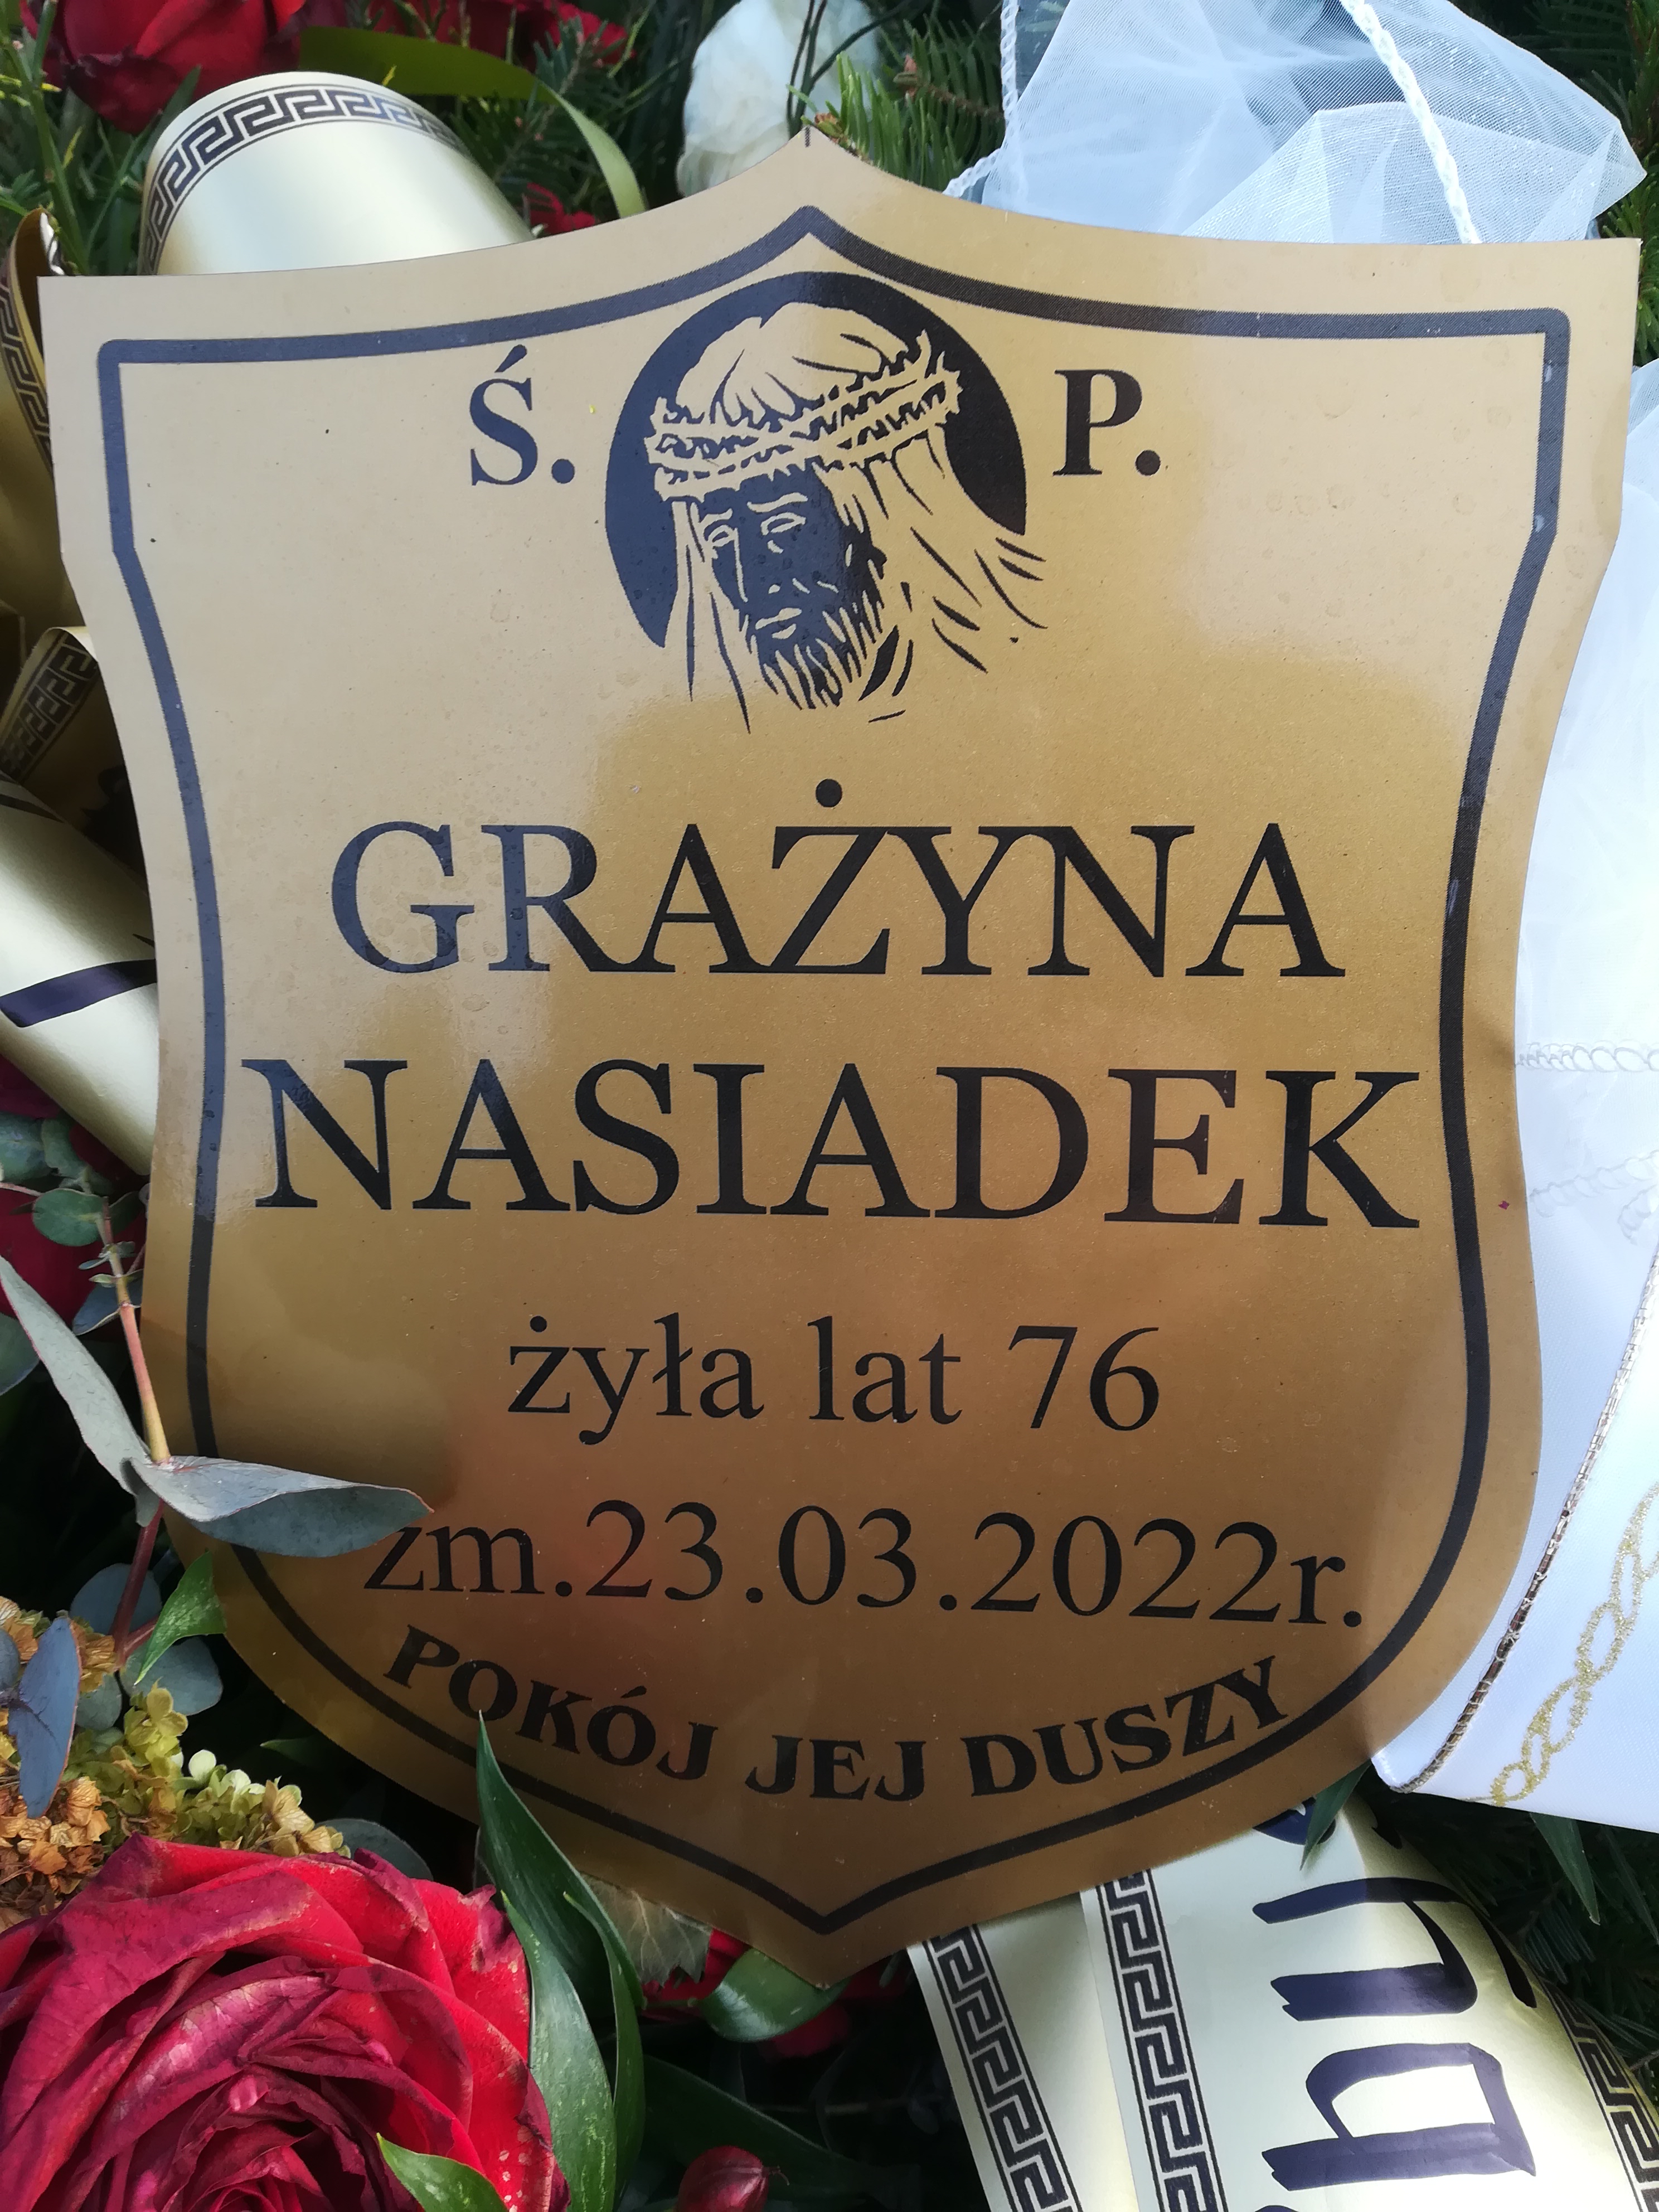 Ś. P.
GRAŻYNA
NASIADEK
żyła lat 76
zm.23.03.2022r.
POKÓJ JEJ DUSZY